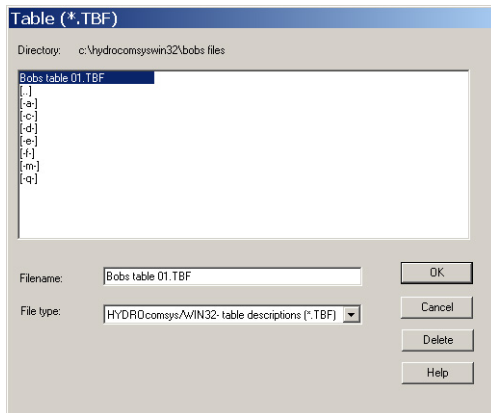 Table (*.TBF)
Directory: c:\hydrocomsyswin32\bobs files
Bobs table 01.TBF
[..]
[-a-]
[-c-]
[-d-]
[-e-]
[-f-]
[-m-]
[-q-]
Filename: Bobs table 01.TBF
OK
File type: HYDROcomsys/WIN32- table descriptions (*.TBF)
Cancel
Delete
Help